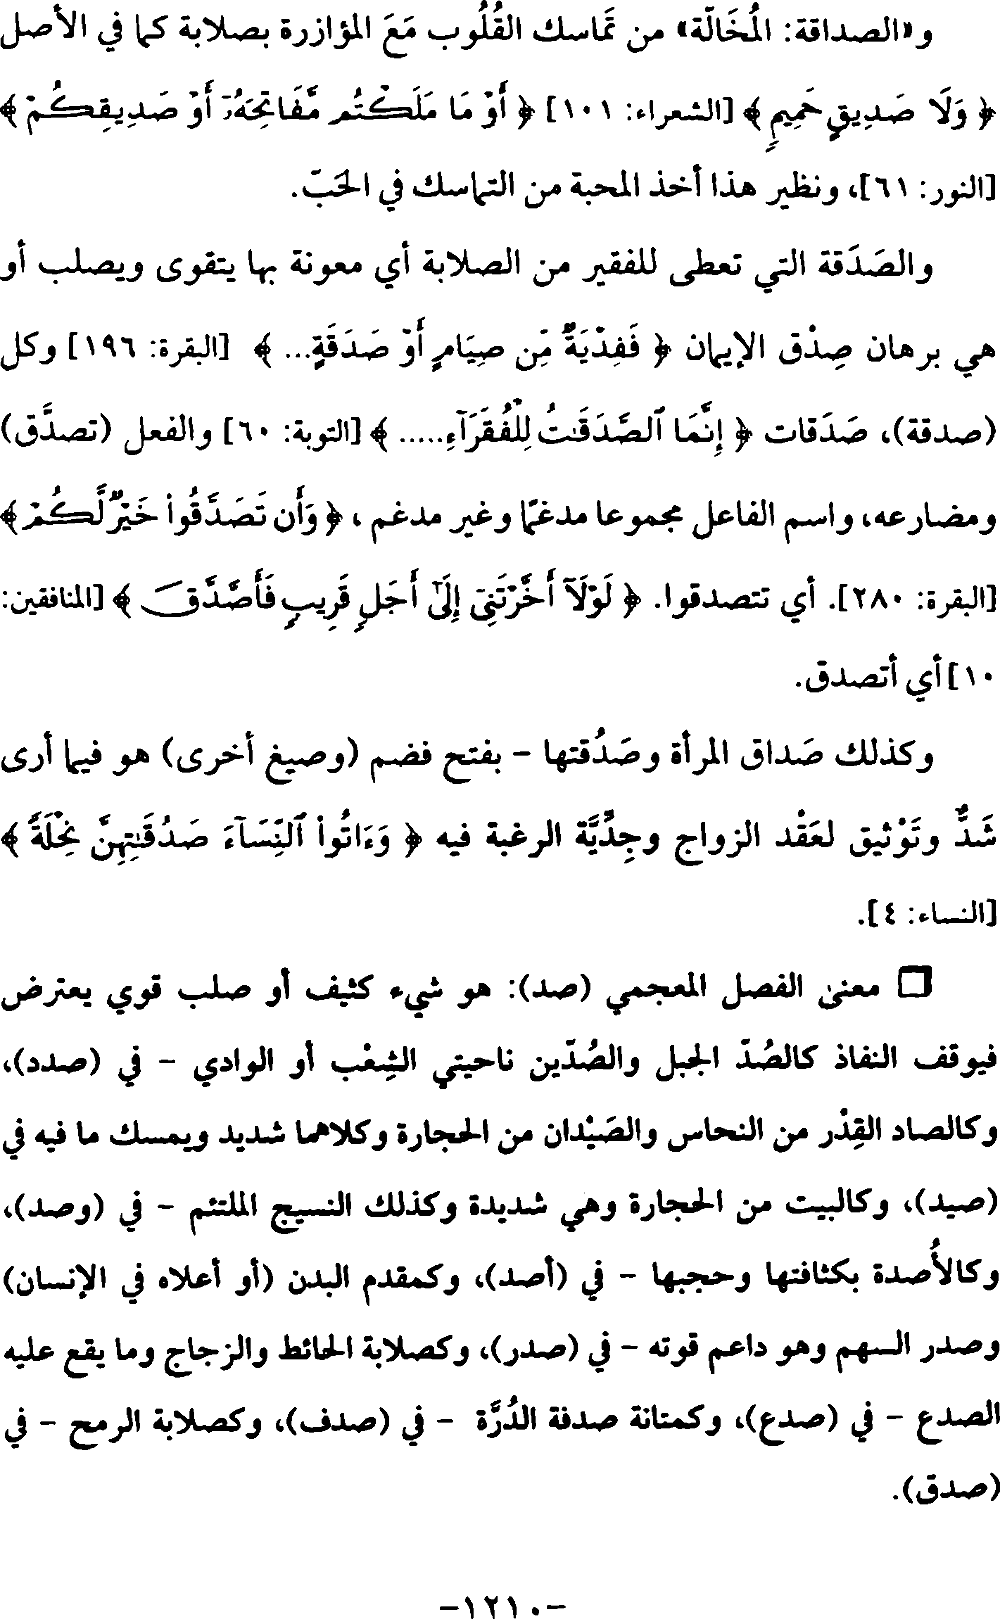 و«الصداقة: المُخَالّة» من تَماسك القُلُوب مَعَ المؤازرة بصلابة كما في الأصل
﴿ وَلَا صَدِيقٍ حَمِيمٍ ﴾ [الشعراء: ١٠١] ﴿ أَوْ مَا مَلَكْتُم مَّفَاتِحَهُۥٓ أَوْ صَدِيقِكُمْ ﴾
[النور: ٦١]، ونظير هذا أخذ المحبة من التماسك في الحَبّ.
والصَدَقة التي تعطى للفقير من الصلابة أي معونة بها يتقوى ويصلب أو
هي برهان صِدْق الإيمان ﴿ فَفِدْيَةٌ مِّن صِيَامٍ أَوْ صَدَقَةٍ... ﴾ [البقرة: ١٩٦] وكل
(صدقة)، صَدَقات ﴿ إِنَّمَا ٱلصَّدَقَٰتُ لِلْفُقَرَآءِ..... ﴾ [التوبة: ٦٠] والفعل (تصدَّق)
ومضارعه، واسم الفاعل مجموعا مدغمًا وغير مدغم ، ﴿ وَأَن تَصَدَّقُوا۟ خَيْرٌ لَّكُمْ ﴾
[البقرة: ٢٨٠]. أي تتصدقوا. ﴿ لَوْلَآ أَخَّرْتَنِىٓ إِلَىٰٓ أَجَلٍ قَرِيبٍ فَأَصَّدَّقَ ﴾ [المنافقين:
١٠] أي أتصدق.
وكذلك صَداق المرأة وصَدُقتها - بفتح فضم (وصيغ أخرى) هو فيما أرى
شَدٌّ وتَوْثيق لعَقْد الزواج وجِدِّيَّة الرغبة فيه ﴿ وَءَاتُوا۟ ٱلنِّسَآءَ صَدُقَٰتِهِنَّ نِحْلَةً ﴾
[النساء: ٤].
❒ معنى الفصل المعجمي (صد): هو شيء كثيف أو صلب قوي يعترض
فيوقف النفاذ كالصُدّ الجبل والصُدّين ناحيتي الشِعْب أو الوادي - في (صدد)،
وكالصاد القِدْر من النحاس والصَيْدان من الحجارة وكلاهما شديد ويمسك ما فيه في
(صيد)، وكالبيت من الحجارة وهي شديدة وكذلك النسيج الملتئم - في (وصد)،
وكالأُصدة بكثافتها وحجبها - في (أصد)، وكمقدم البدن (أو أعلاه في الإنسان)
وصدر السهم وهو داعم قوته - في (صدر)، وكصلابة الحائط والزجاج وما يقع عليه
الصدع - في (صدع)، وكمتانة صدفة الدُرَّة - في (صدف)، وكصلابة الرمح - في
(صدق).
-١٢١٠-